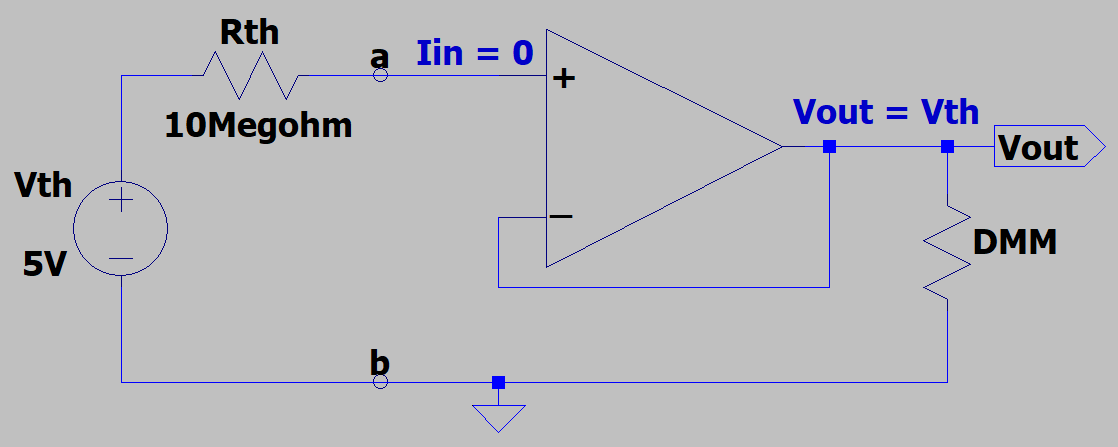 Rth
a
Iin = 0
+
10Megohm
Vout = Vth
Vout
Vth
+
−
5V
−
DMM
b